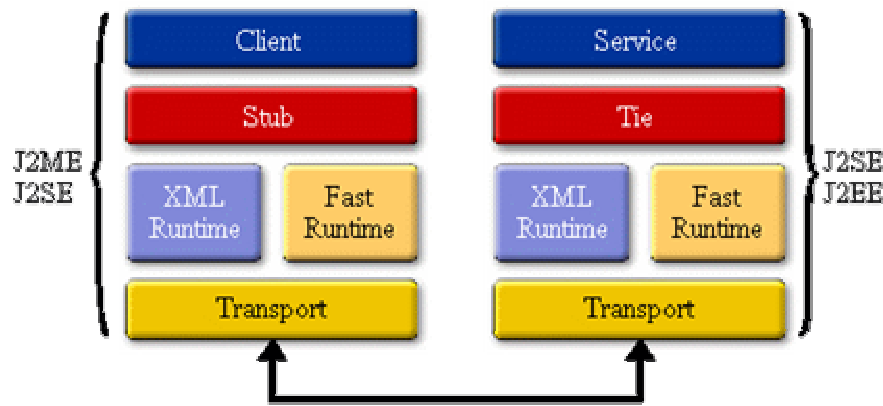 Client
Service
Stub
Tie
J2ME
J2SE
XML
Runtime
Fast
Runtime
XML
Runtime
Fast
Runtime
J2SE
J2EE
Transport
Transport